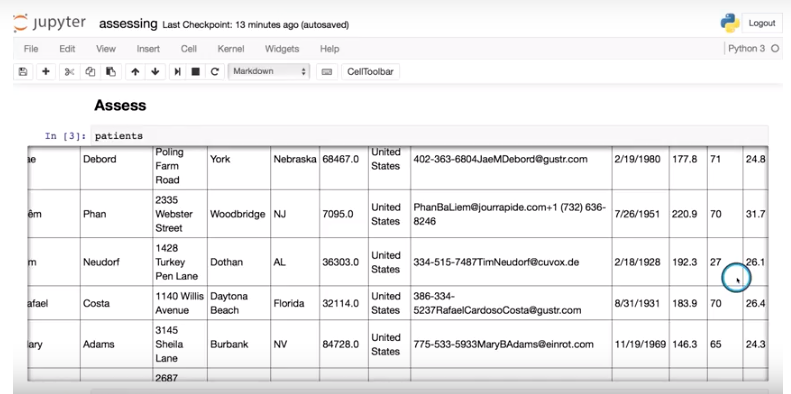 jupyter assessing Last Checkpoint: 13 minutes ago (autosaved) Logout
File Edit View Insert Cell Kernel Widgets Help Python 3
Markdown CellToolbar
Assess
In [3]: patients
ae Debord Poling Farm Road York Nebraska 68467.0 United States 402-363-6804JaeMDebord@gustr.com 2/19/1980 177.8 71 24.8
êm Phan 2335 Webster Street Woodbridge NJ 7095.0 United States PhanBaLiem@jourrapide.com+1 (732) 636-8246 7/26/1951 220.9 70 31.7
m Neudorf 1428 Turkey Pen Lane Dothan AL 36303.0 United States 334-515-7487TimNeudorf@cuvox.de 2/18/1928 192.3 27 26.1
afael Costa 1140 Willis Avenue Daytona Beach Florida 32114.0 United States 386-334-5237RafaelCardosoCosta@gustr.com 8/31/1931 183.9 70 26.4
ary Adams 3145 Sheila Lane Burbank NV 84728.0 United States 775-533-5933MaryBAdams@einrot.com 11/19/1969 146.3 65 24.3
2687